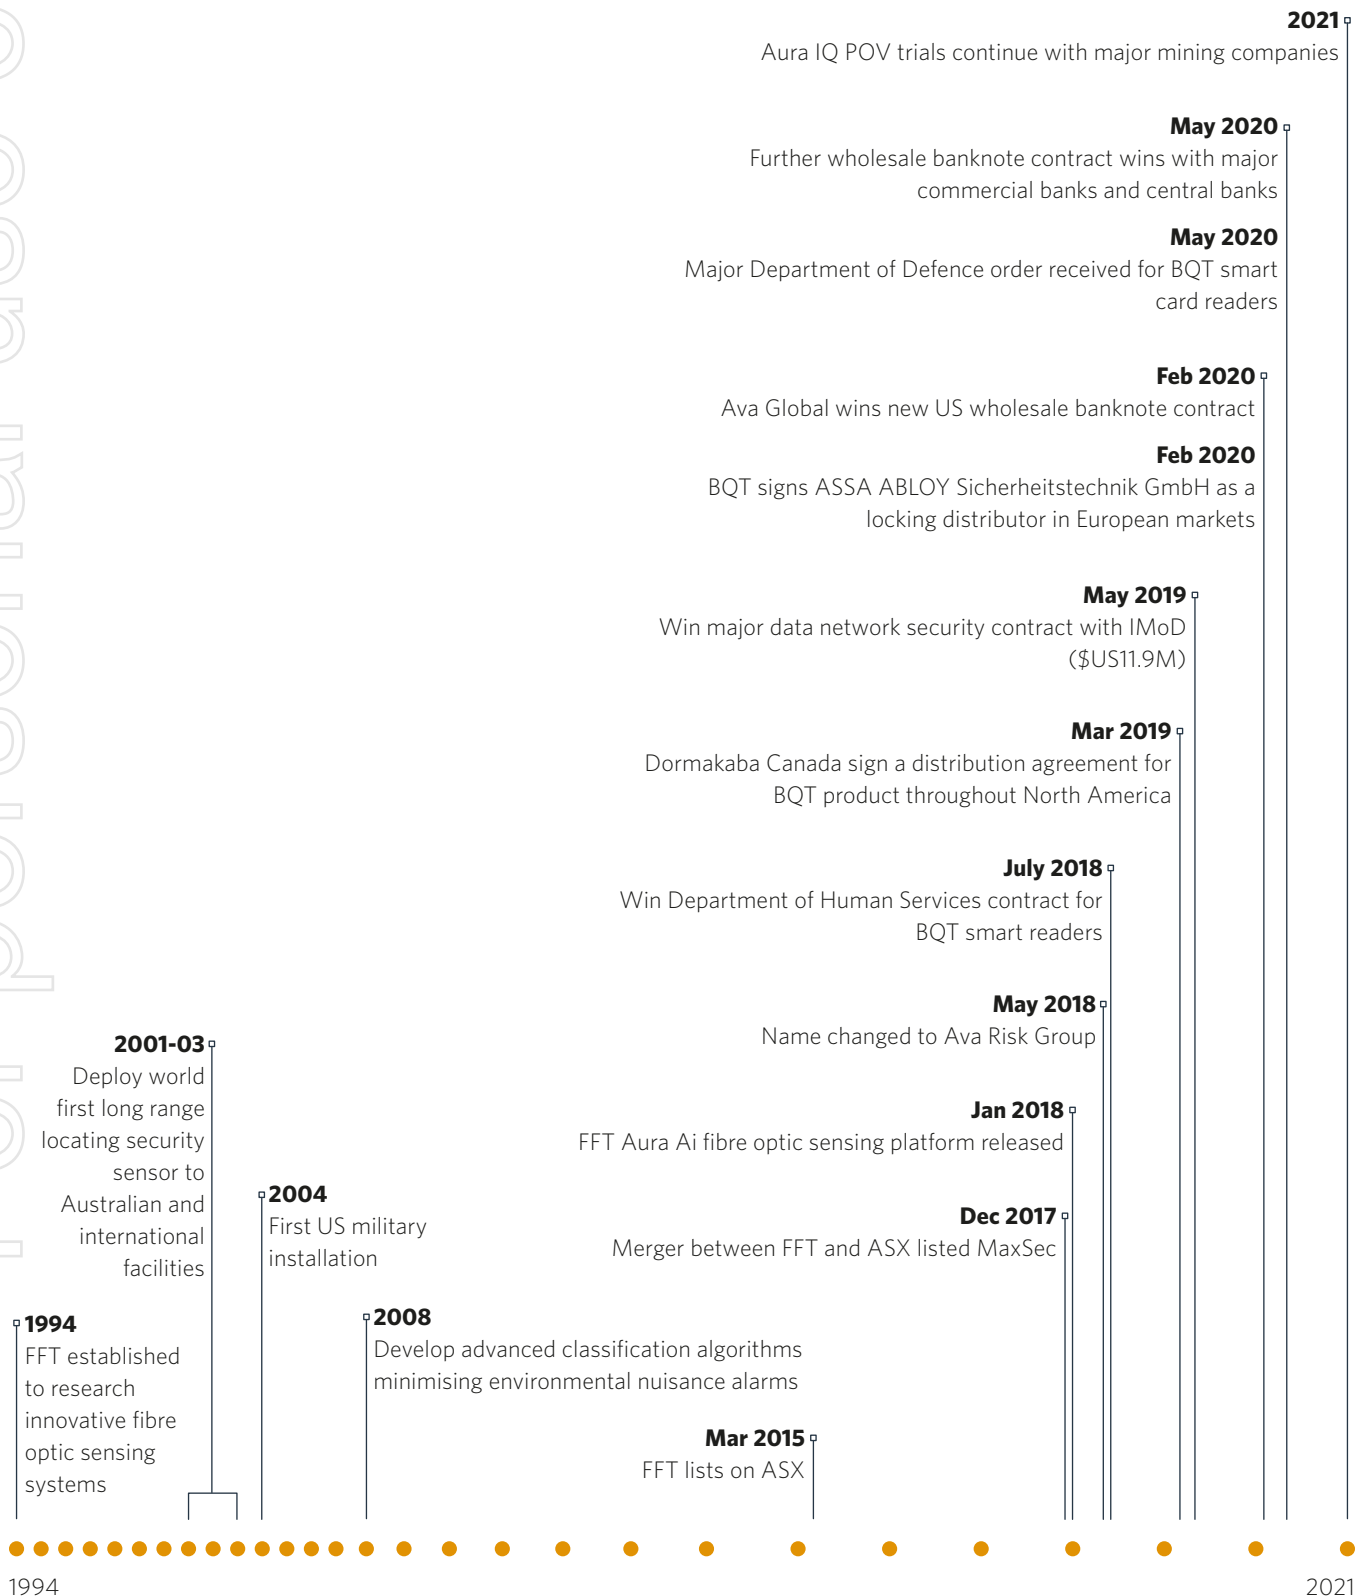 2021
Aura IQ POV trials continue with major mining companies
May 2020
Further wholesale banknote contract wins with major
commercial banks and central banks
May 2020
Major Department of Defence order received for BQT smart
card readers
Feb 2020
Ava Global wins new US wholesale banknote contract
Feb 2020
BQT signs ASSA ABLOY Sicherheitstechnik GmbH as a
locking distributor in European markets
May 2019
Win major data network security contract with IMoD
($US11.9M)
Mar 2019
Dormakaba Canada sign a distribution agreement for
BQT product throughout North America
July 2018
Win Department of Human Services contract for
BQT smart readers
May 2018
Name changed to Ava Risk Group
2001-03
Deploy world
first long range
locating security
sensor to
Australian and
international
facilities
Jan 2018
FFT Aura Ai fibre optic sensing platform released
2004
First US military
installation
Dec 2017
Merger between FFT and ASX listed MaxSec
1994
FFT established
to research
innovative fibre
optic sensing
systems
2008
Develop advanced classification algorithms
minimising environmental nuisance alarms
Mar 2015
FFT lists on ASX
1994
2021